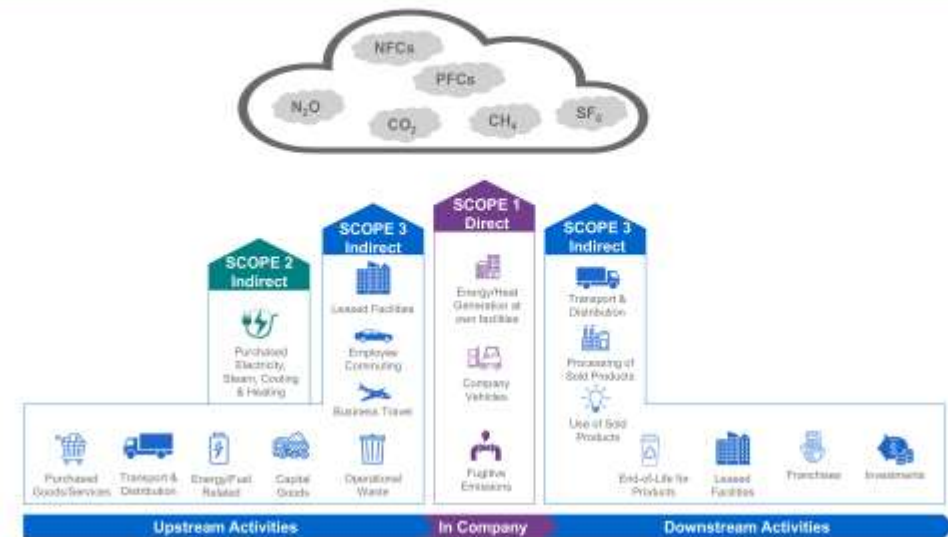 NFCs
PFCs
N₂O
CO₂
CH₄
SF₆
SCOPE 1
Direct
SCOPE 3
Indirect
SCOPE 3
Indirect
SCOPE 2
Indirect
Purchased
Electricity,
Steam, Cooling
& Heating
Leased Facilities
Employee
Commuting
Business Travel
Operational
Waste
Energy/Heat
Generation at
own facilities
Company
Vehicles
Fugitive
Emissions
Transport &
Distribution
Processing of
Sold Products
Use of Sold
Products
Purchased
Goods/Services
Transport &
Distribution
Energy/Fuel
Related
Capital
Goods
End-of-Life for
Products
Leased
Facilities
Franchises
Investments
Upstream Activities
In Company
Downstream Activities